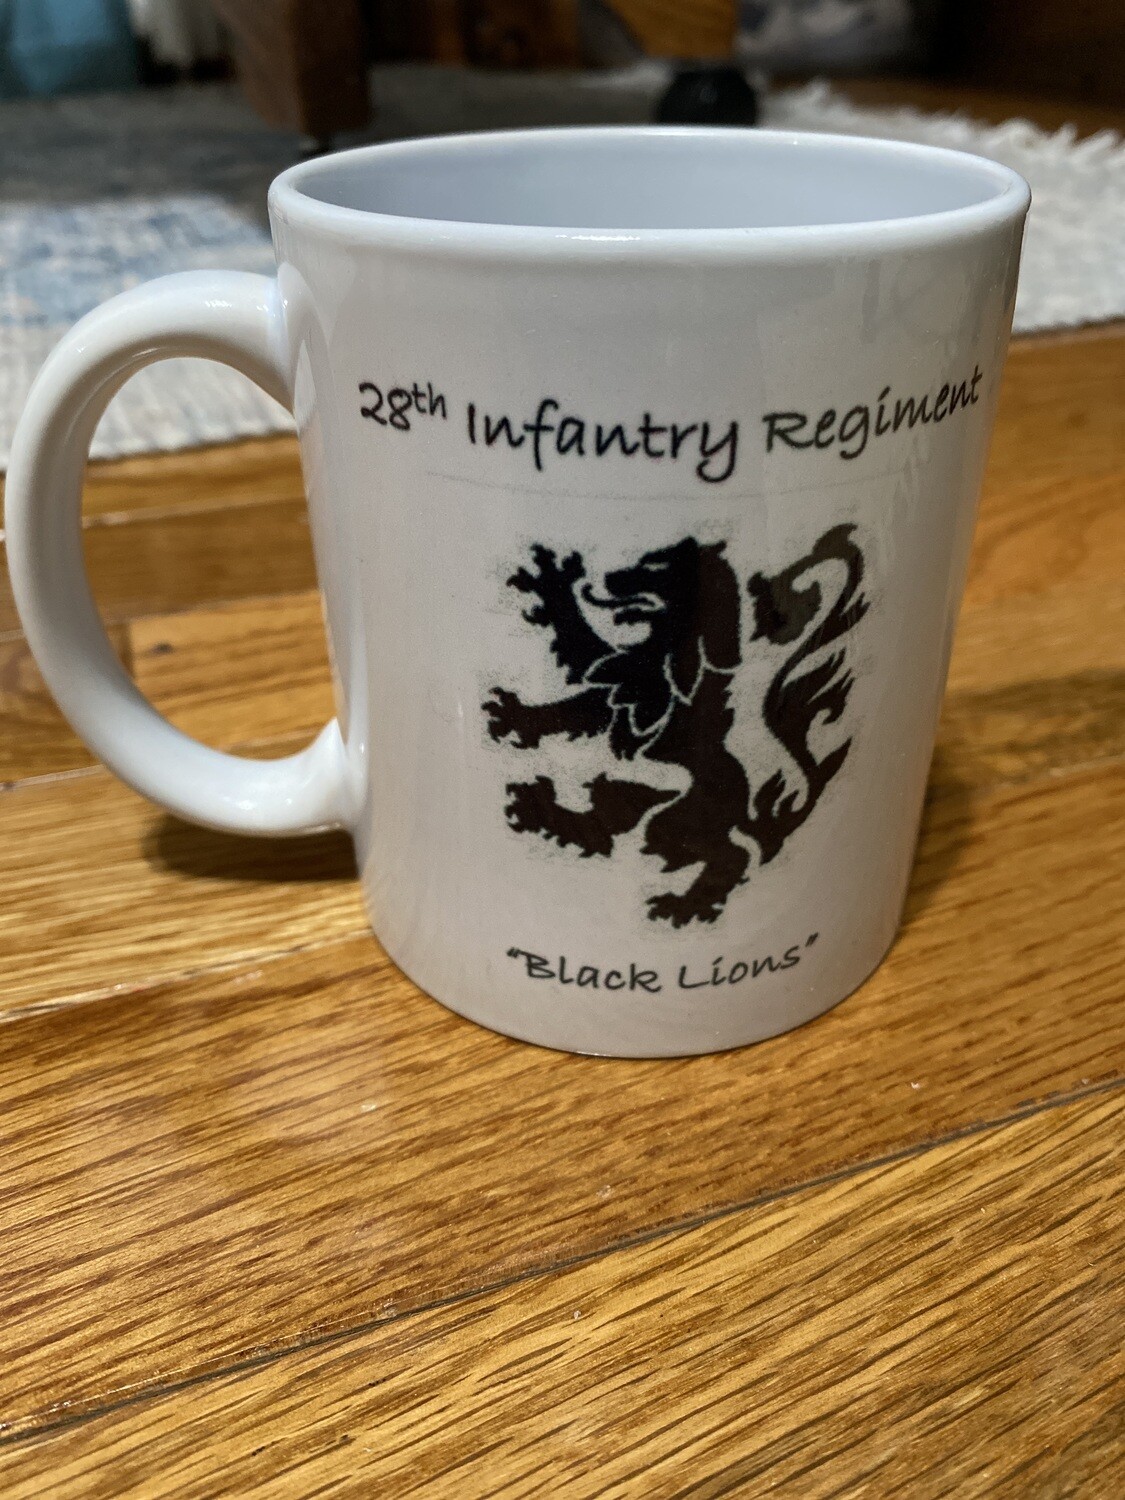 28th Infantry Regiment
“Black Lions”